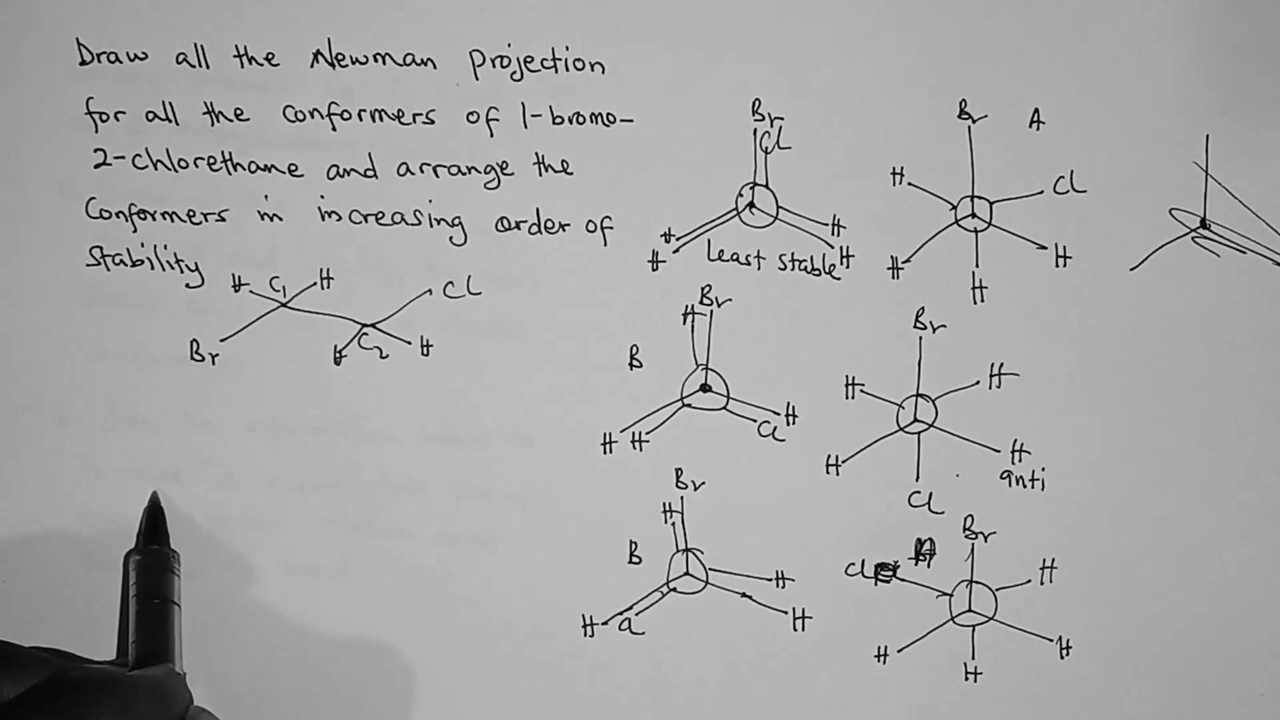 Draw all the Newman projection
for all the conformers of 1-bromo-
2-chlorethane and arrange the
Conformers in increasing order of
stability
H C1 H
Cl
Br
H C2 H
Br
Cl
H
H
H
H
least stable
Br
A
H
Cl
H
H
H
Br
H
B
H
H
H
Cl
Br
H
H
H
H
anti
Cl
Br
H
B
H
H
H
Cl
Br
Cl
H
H
H
H